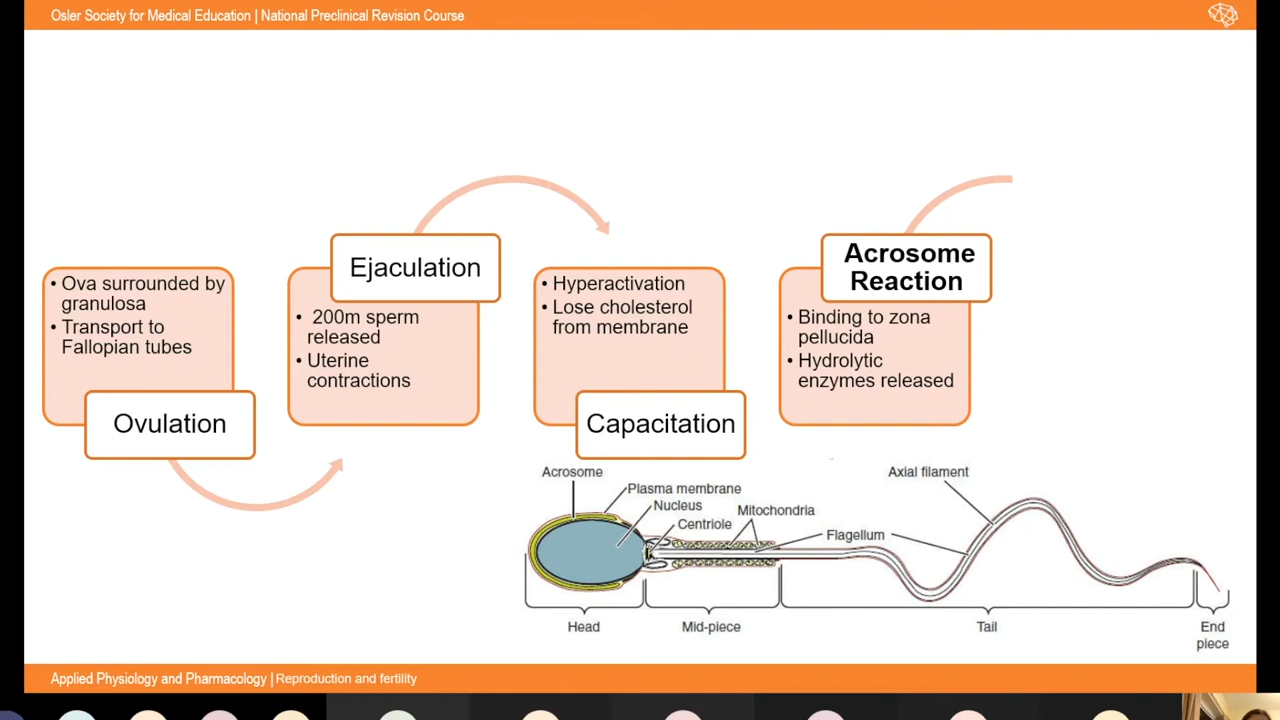 Osler Society for Medical Education | National Preclinical Revision Course
• Ova surrounded by
granulosa
• Transport to
Fallopian tubes
Ovulation
Ejaculation
• 200m sperm
released
• Uterine
contractions
• Hyperactivation
• Lose cholesterol
from membrane
Capacitation
Acrosome
Reaction
• Binding to zona
pellucida
• Hydrolytic
enzymes released
Acrosome
Plasma membrane
Nucleus
Centriole
Mitochondria
Flagellum
Axial filament
Head
Mid-piece
Tail
End
piece
Applied Physiology and Pharmacology | Reproduction and fertility